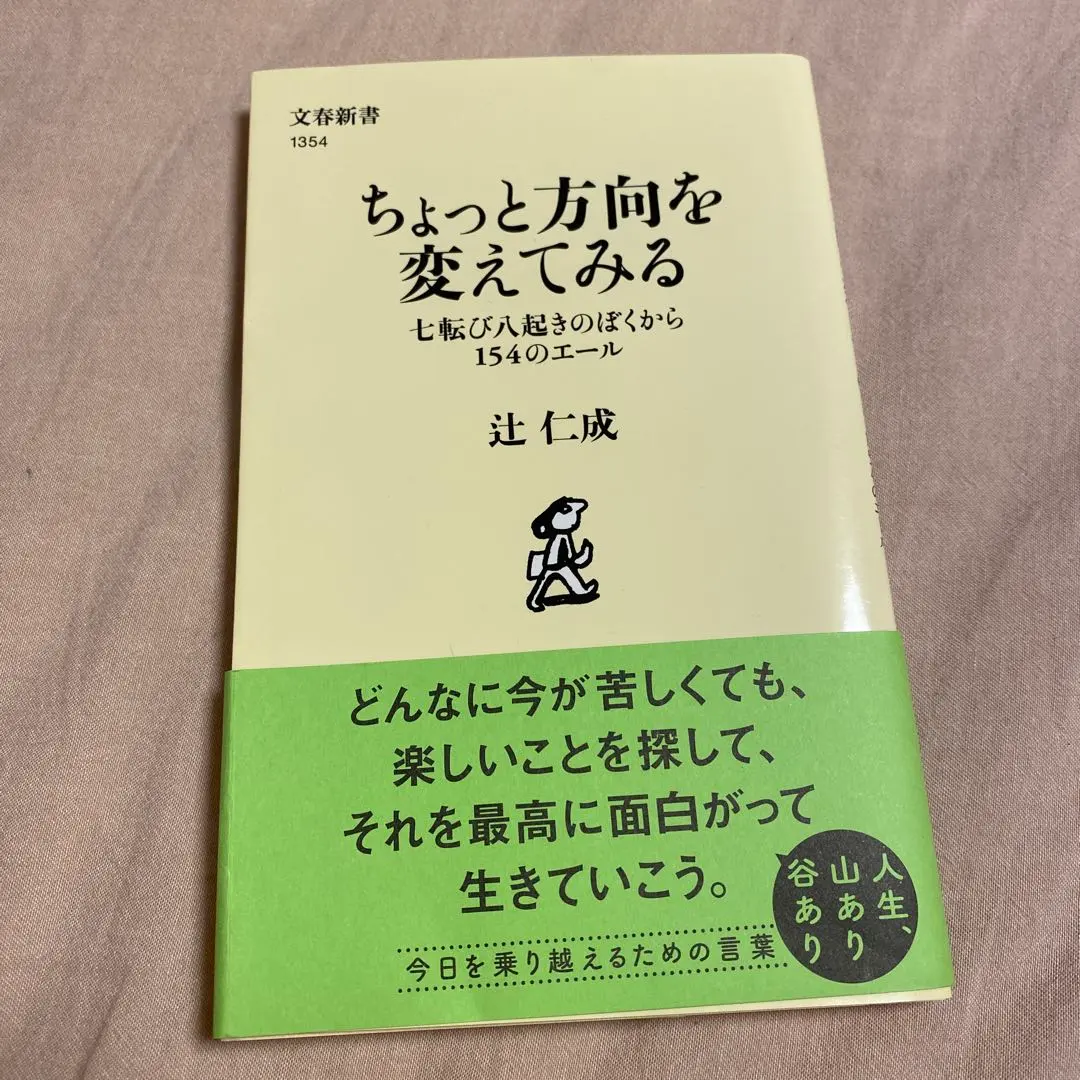 文春新書
1354
ちょっと方向を
変えてみる
七転び八起きのぼくから
154のエール
辻 仁成
どんなに今が苦しくても、
楽しいことを探して、
それを最高に面白がって
生きていこう。
人生、
山あり
谷あり
今日を乗り越えるための言葉